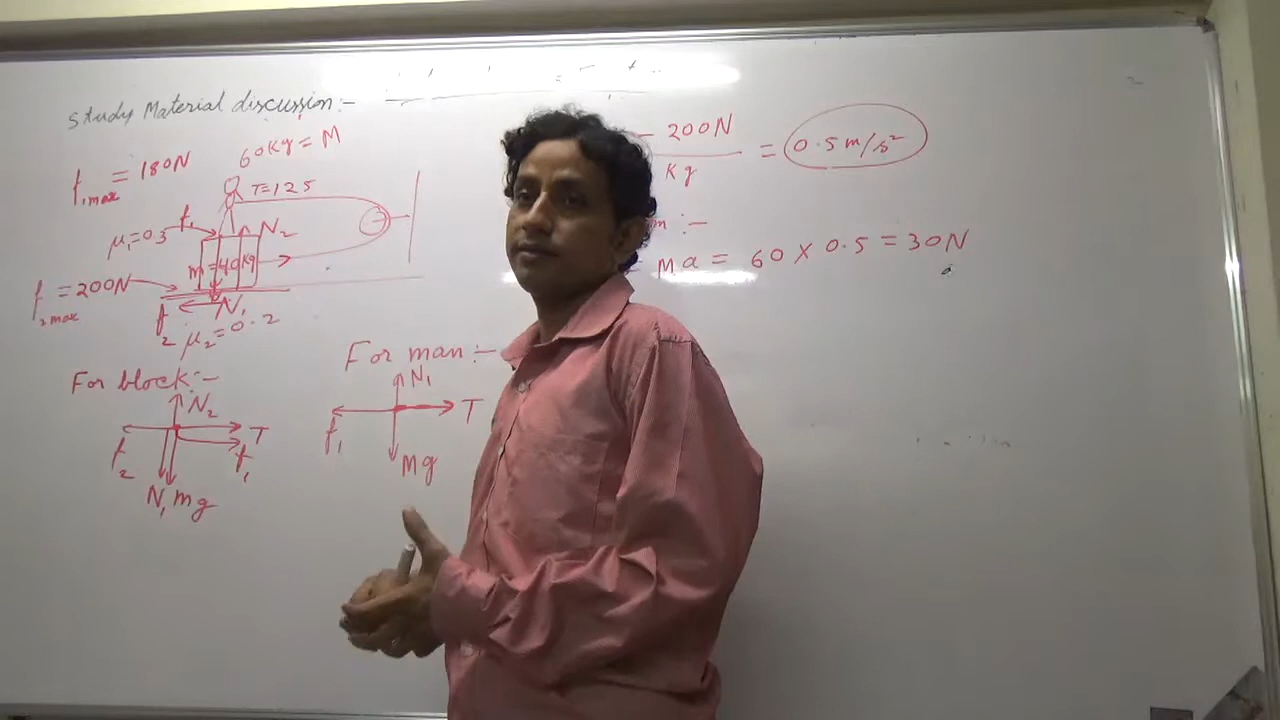 Study Material discussion:-
f₁max = 180N
60Kg = M
T=125
f₁
N₂
μ₁=0.3
m=40kg
f₂max = 200N
N₁
f₂
μ₂=0.2
For block:-
N₂
f₂
T
f₁
N₁ mg
For man:-
N₁
f₁
T
Mg
- 200N
Kg
= 0.5 m/s²
:-
Ma = 60 x 0.5 = 30N